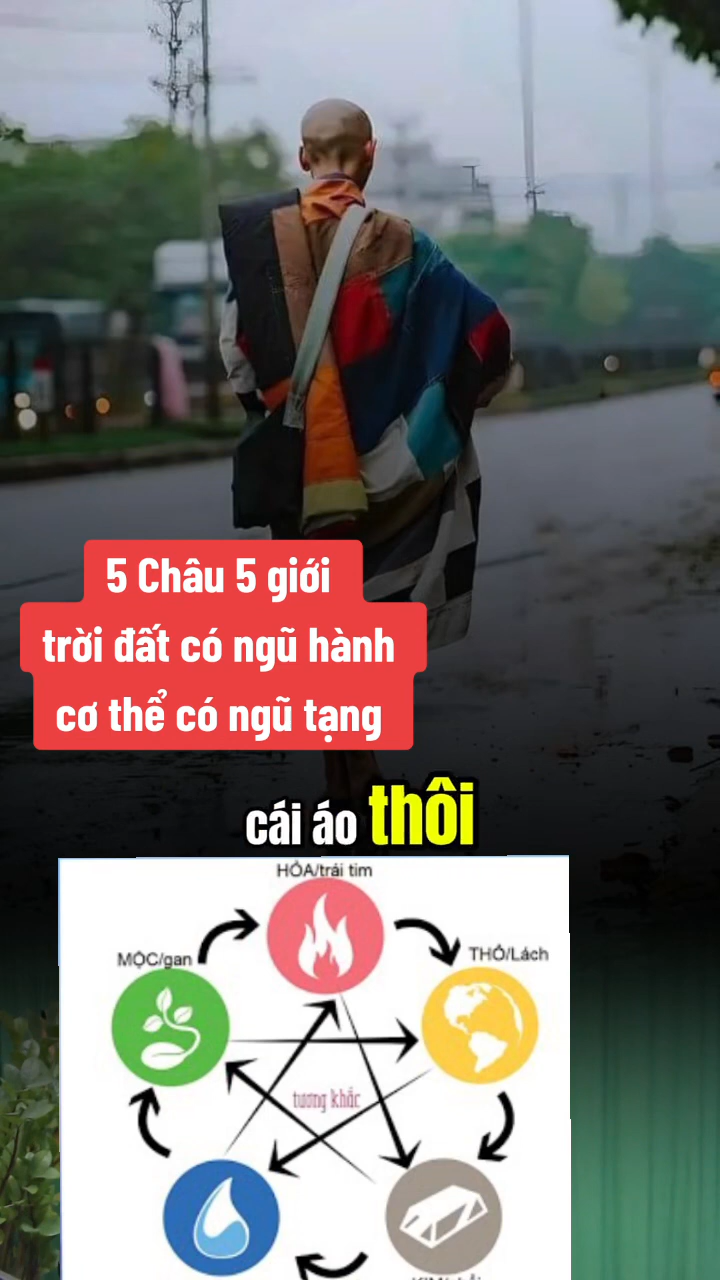 5 Châu 5 giới
trời đất có ngũ hành
cơ thể có ngũ tạng
cái áo thôi
HỎA/trái tim
MỘC/gan
THỔ/Lách
tương khắc